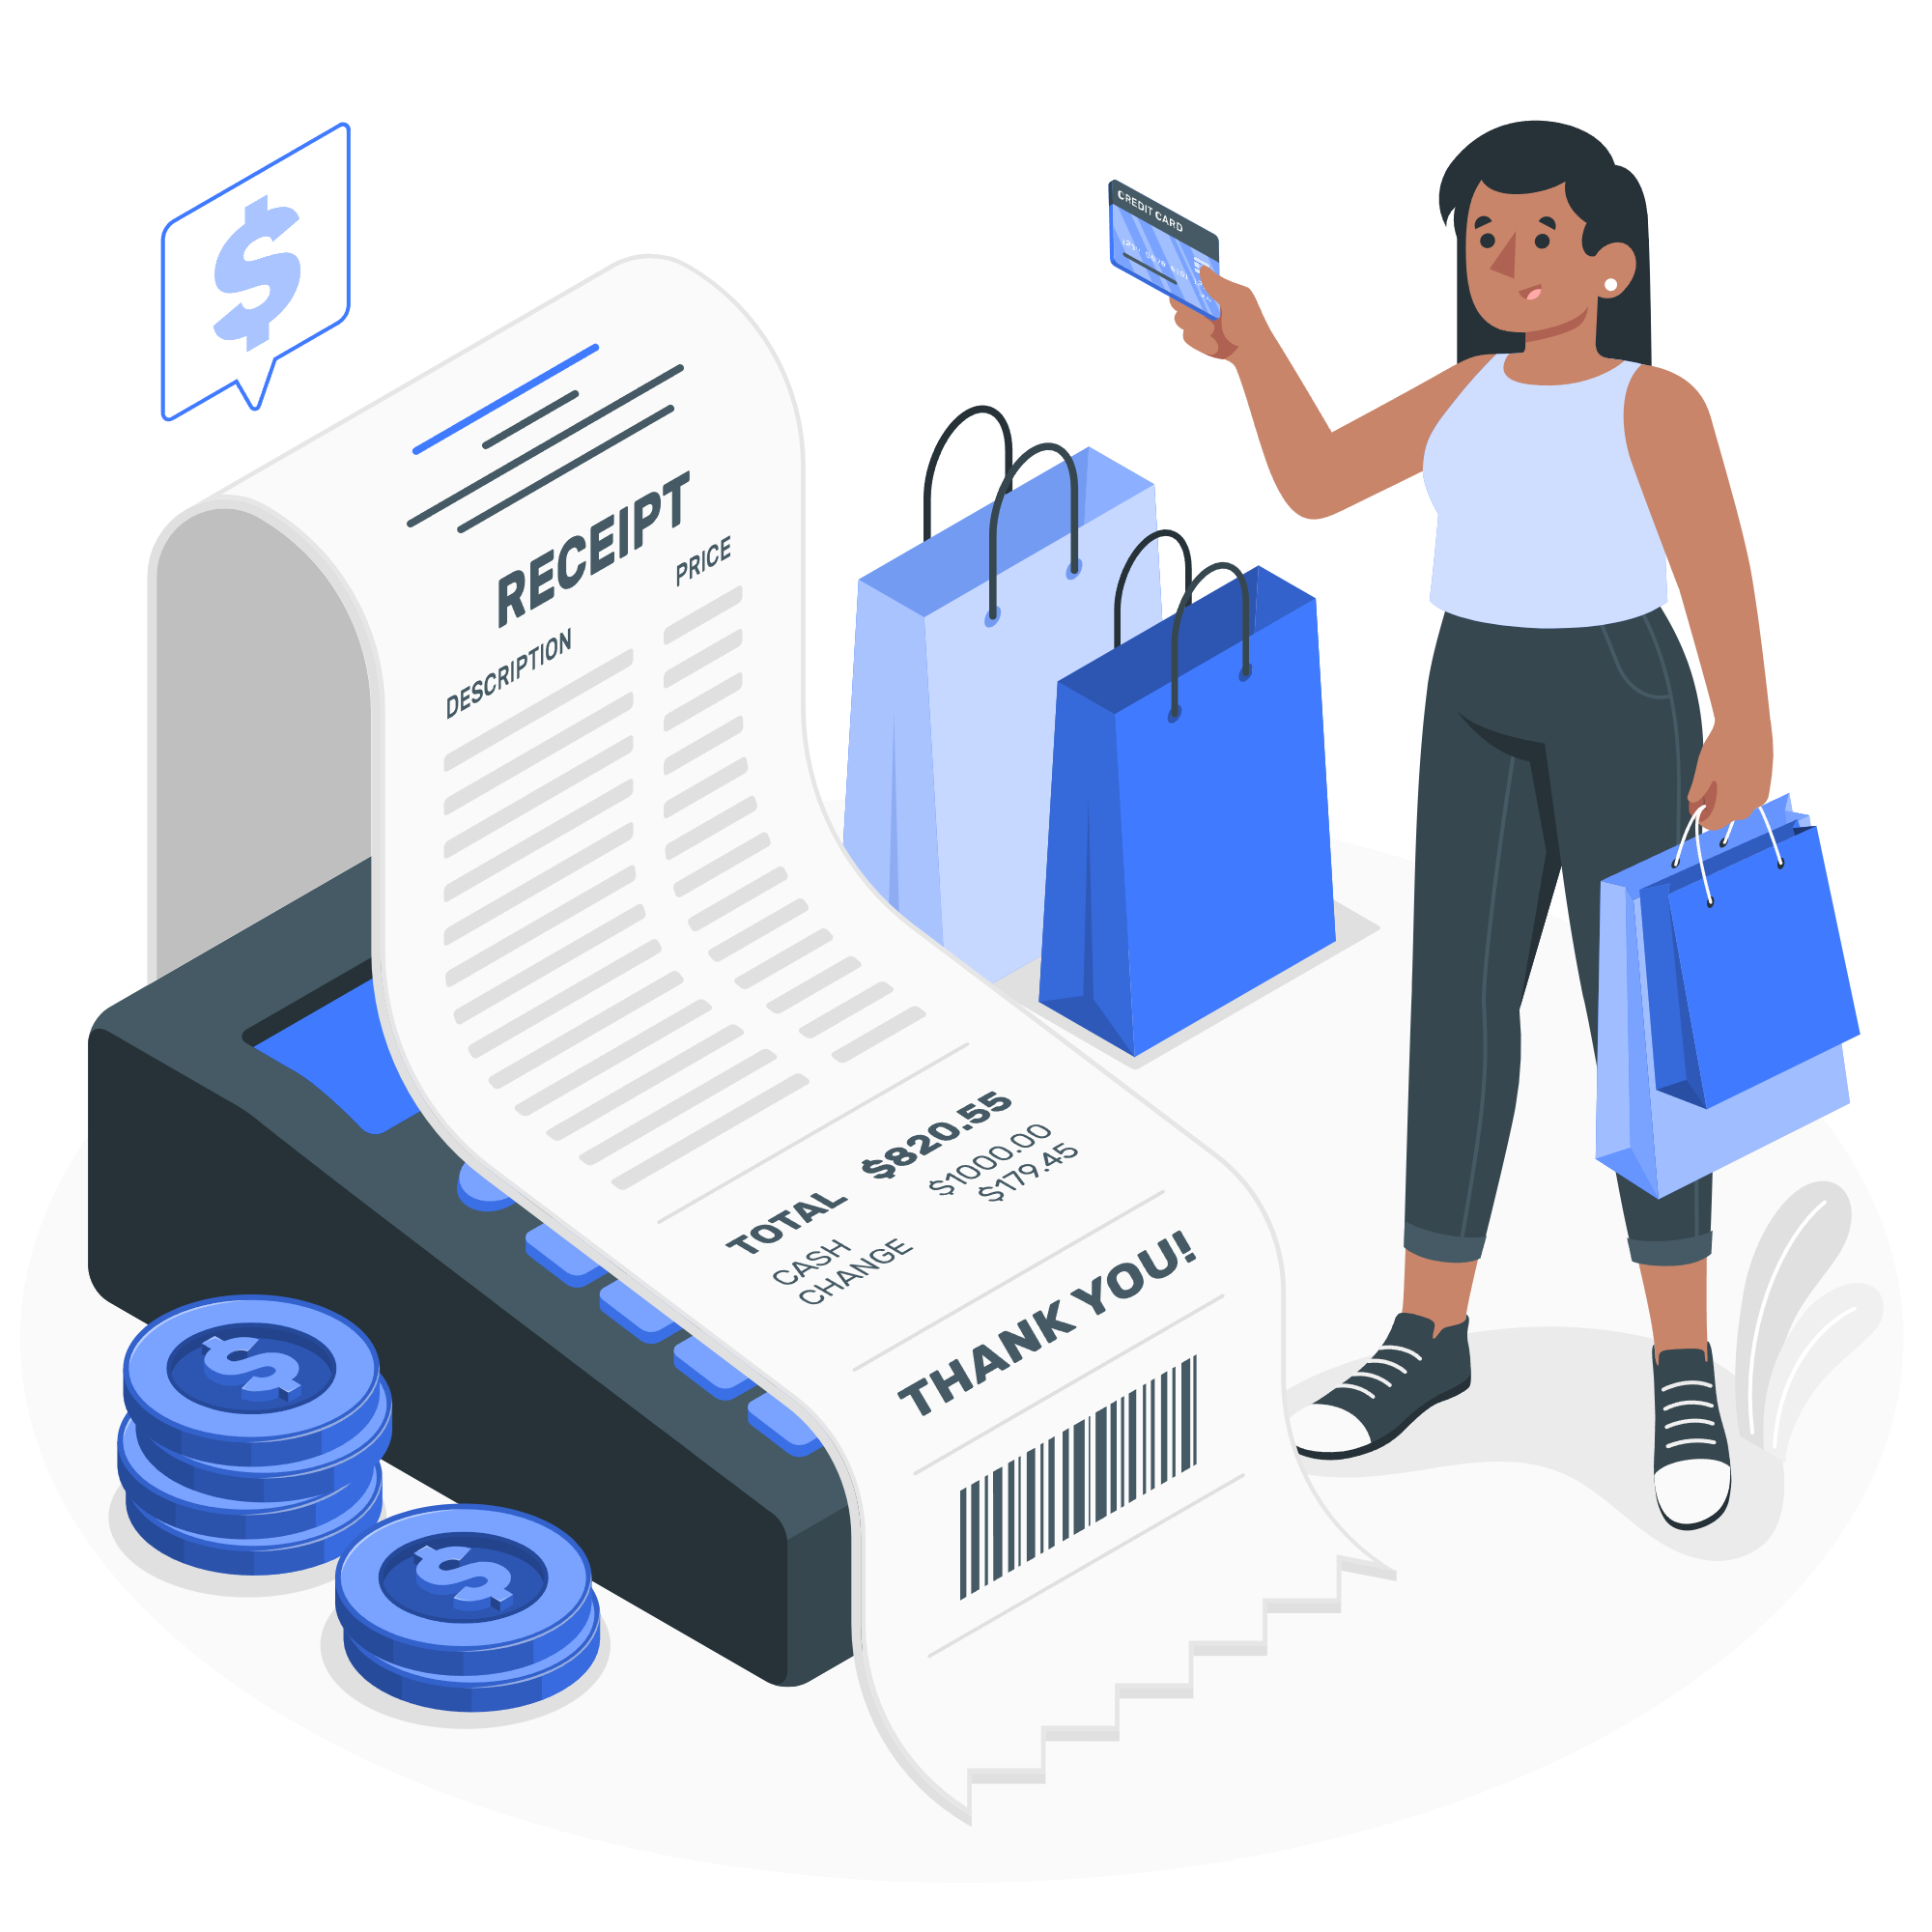 $
CREDIT CARD
RECEIPT
DESCRIPTION PRICE
TOTAL $820.55
CASH $1000.00
CHANGE $179.45
THANK YOU!
$
$